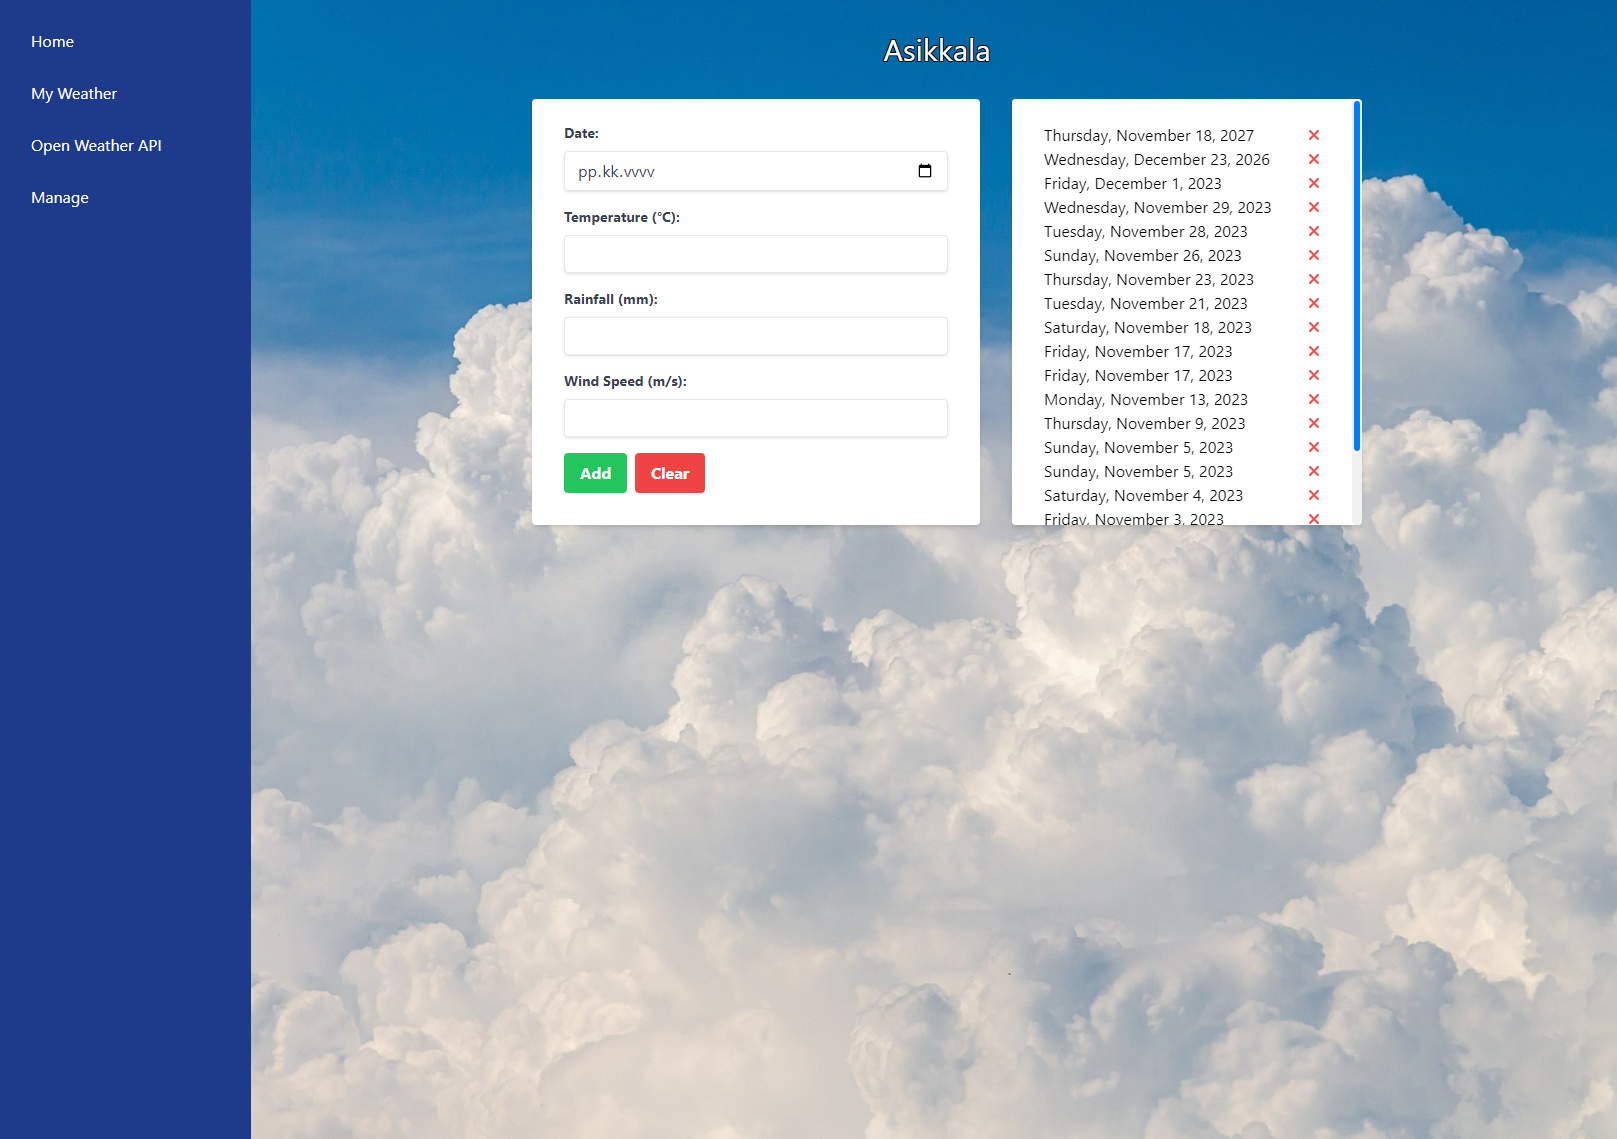 Home
My Weather
Open Weather API
Manage
Asikkala
Date:
pp.kk.vvvv
Temperature (°C):
Rainfall (mm):
Wind Speed (m/s):
Add
Clear
Thursday, November 18, 2027
Wednesday, December 23, 2026
Friday, December 1, 2023
Wednesday, November 29, 2023
Tuesday, November 28, 2023
Sunday, November 26, 2023
Thursday, November 23, 2023
Tuesday, November 21, 2023
Saturday, November 18, 2023
Friday, November 17, 2023
Friday, November 17, 2023
Monday, November 13, 2023
Thursday, November 9, 2023
Sunday, November 5, 2023
Sunday, November 5, 2023
Saturday, November 4, 2023
Friday, November 3, 2023